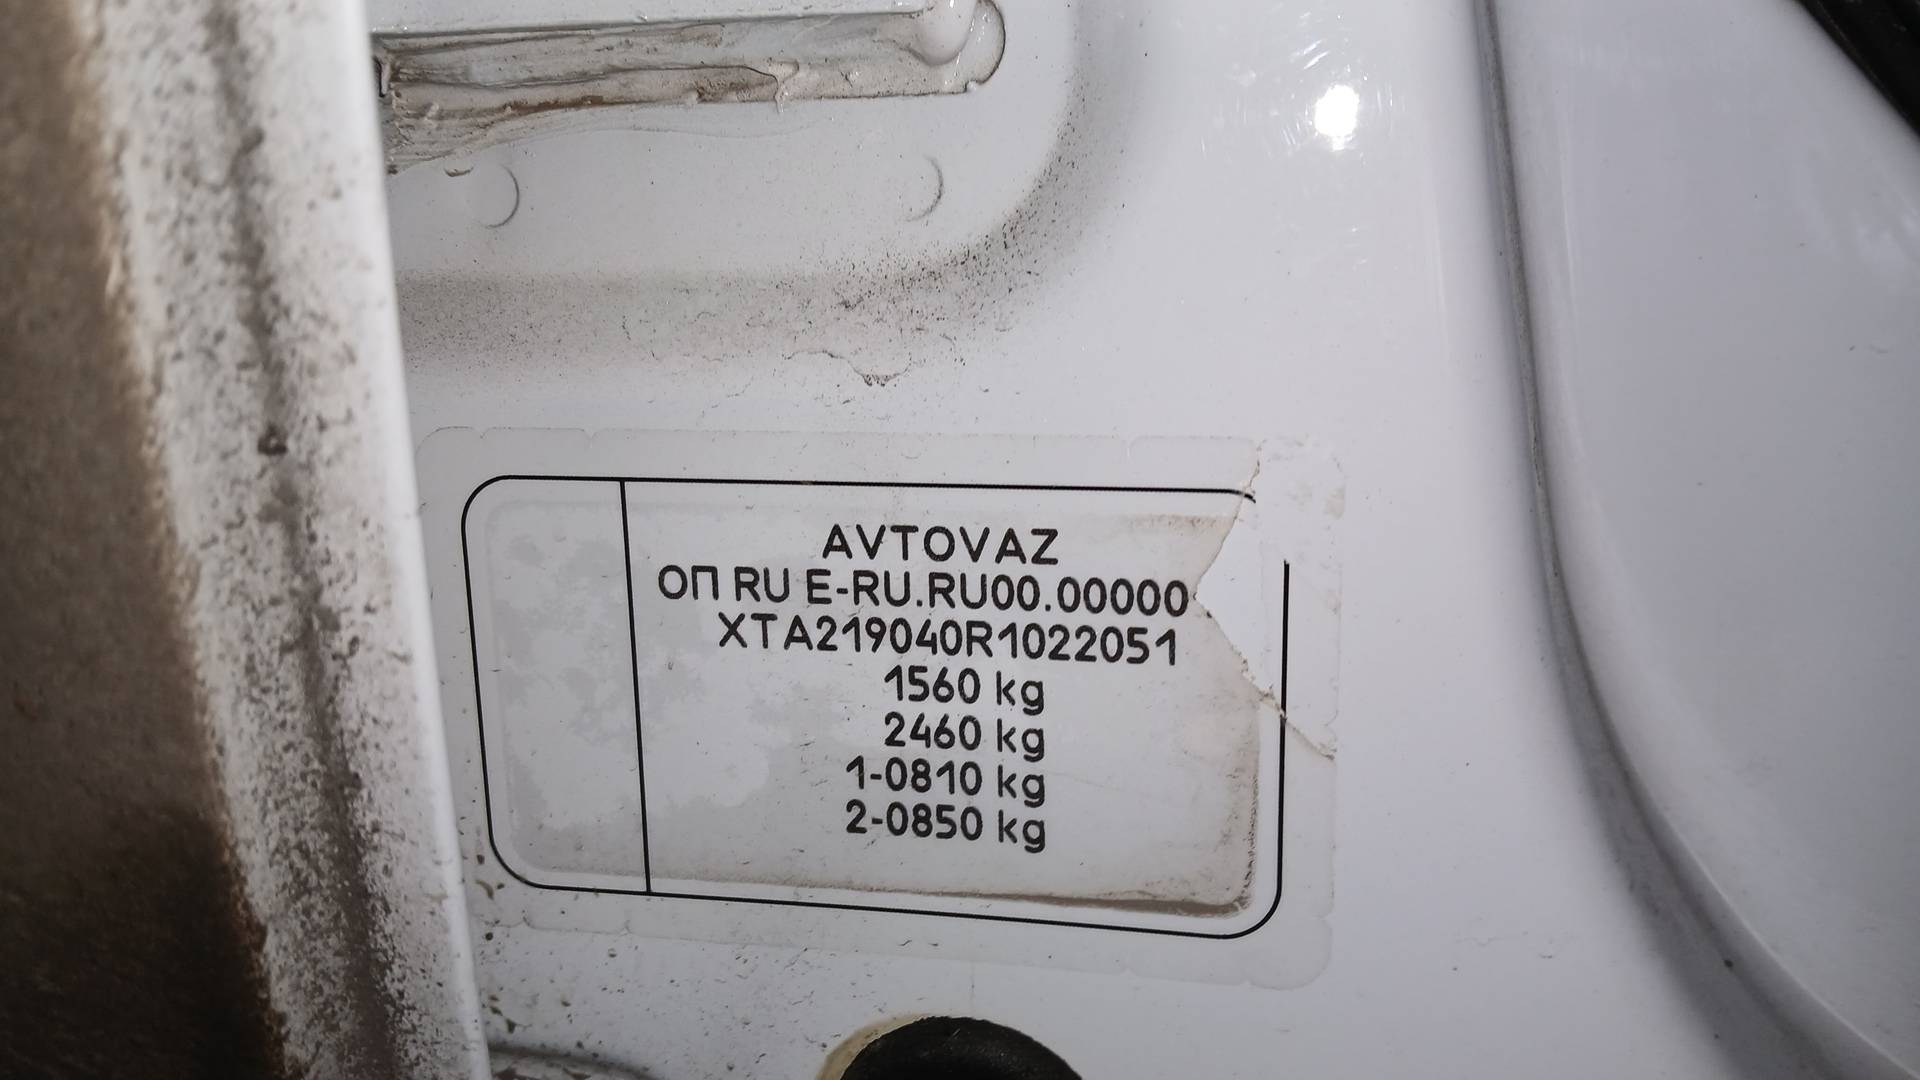 AVTOVAZ
ОП RU E-RU.RU00.00000
XTA219040R1022051
1560 kg
2460 kg
1-0810 kg
2-0850 kg